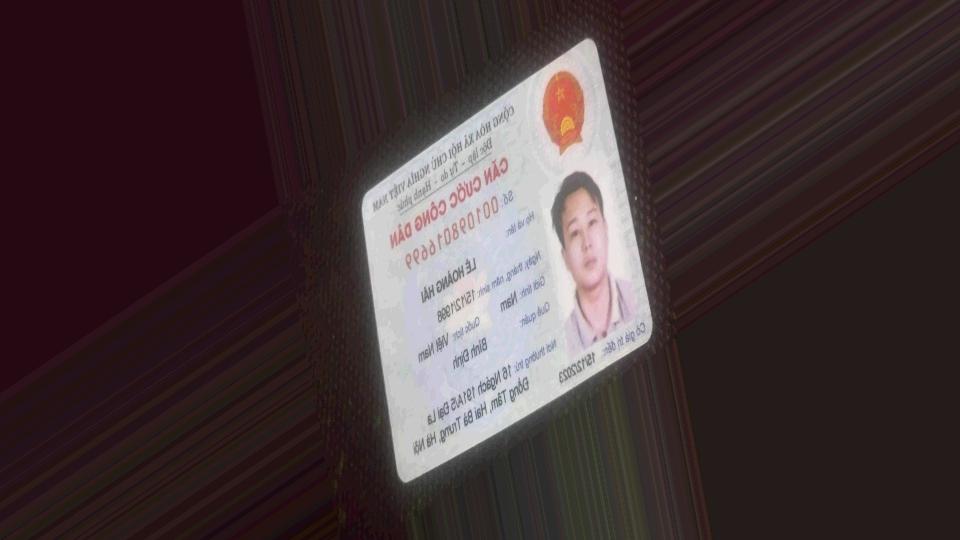 CỘNG HÒA XÃ HỘI CHỦ NGHĨA VIỆT NAM
Độc lập - Tự do - Hạnh phúc
CĂN CƯỚC CÔNG DÂN
Số: 001098016699
Họ và tên:
LÊ HOÀNG HẢI
Ngày, tháng, năm sinh: 15/12/1998
Giới tính: Nam Quốc tịch: Việt Nam
Quê quán:
Bình Định
Nơi thường trú: 16 Ngách 191A/5 Đại La
Đồng Tâm, Hai Bà Trưng, Hà Nội
Có giá trị đến: 15/12/2023